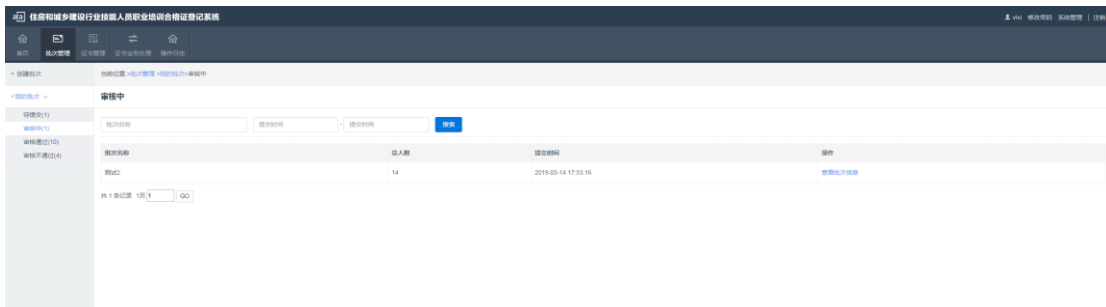 住房和城乡建设行业技能人员职业培训合格证登记系统
vivi 修改密码 系统管理 | 注销
首页 批次管理 证书管理 证书业务处理 操作日志
创建批次
当前位置 >批次管理 >我的批次>审核中
我的批次
审核中
待提交(1)
审核中(1)
审核通过(10)
审核不通过(4)
批次名称 提交时间 - 提交时间 搜索
批次名称 总人数 提交时间 操作
测试2 14 2019-03-14 17:53:16 查看批次信息
共 1 条记录 1页 1 GO